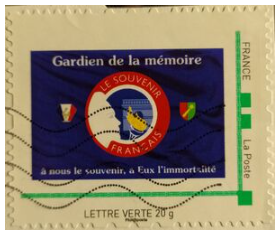 Gardien de la mémoire
LE SOUVENIR
FRANÇAIS
à nous le souvenir, à Eux l'immortalité
FRANCE
La Poste
LETTRE VERTE 20 g